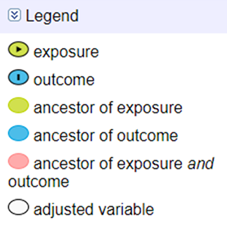 Legend
exposure
outcome
ancestor of exposure
ancestor of outcome
ancestor of exposure and
outcome
adjusted variable